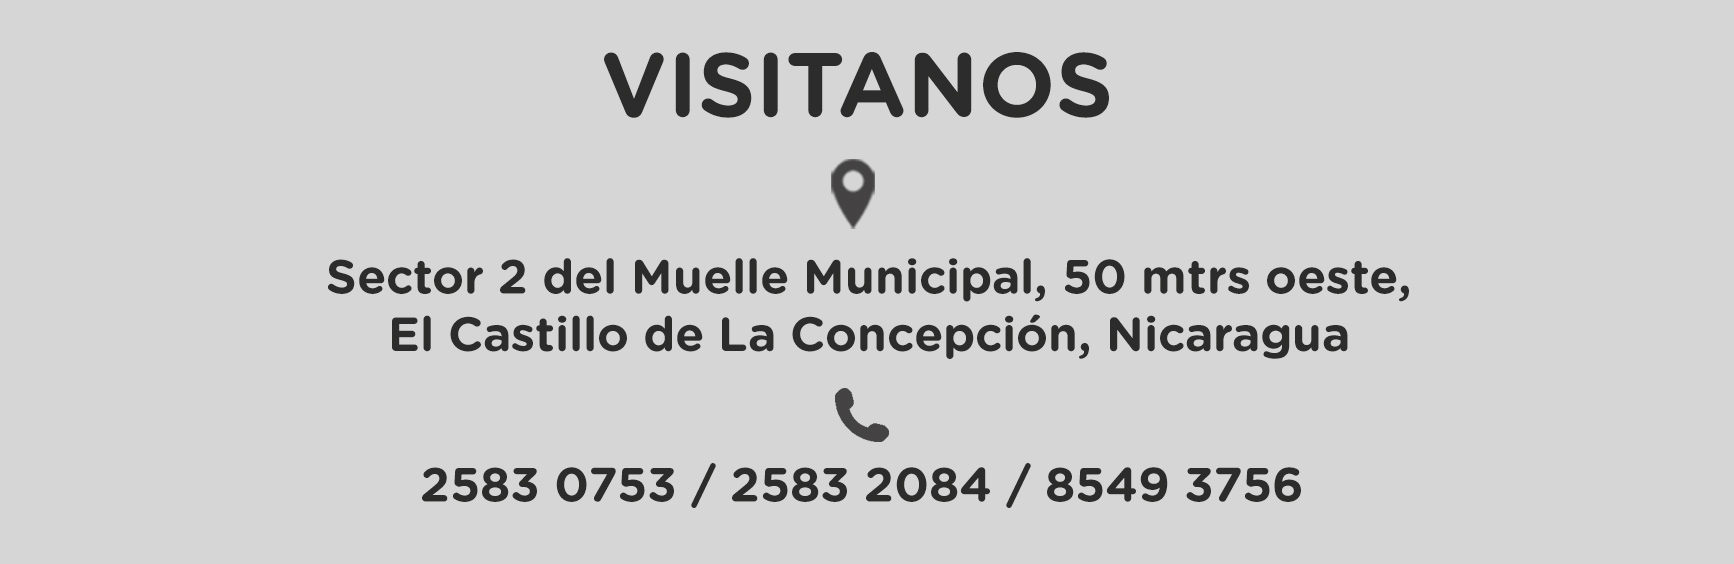 VISITANOS
Sector 2 del Muelle Municipal, 50 mtrs oeste,
El Castillo de La Concepción, Nicaragua
2583 0753 / 2583 2084 / 8549 3756